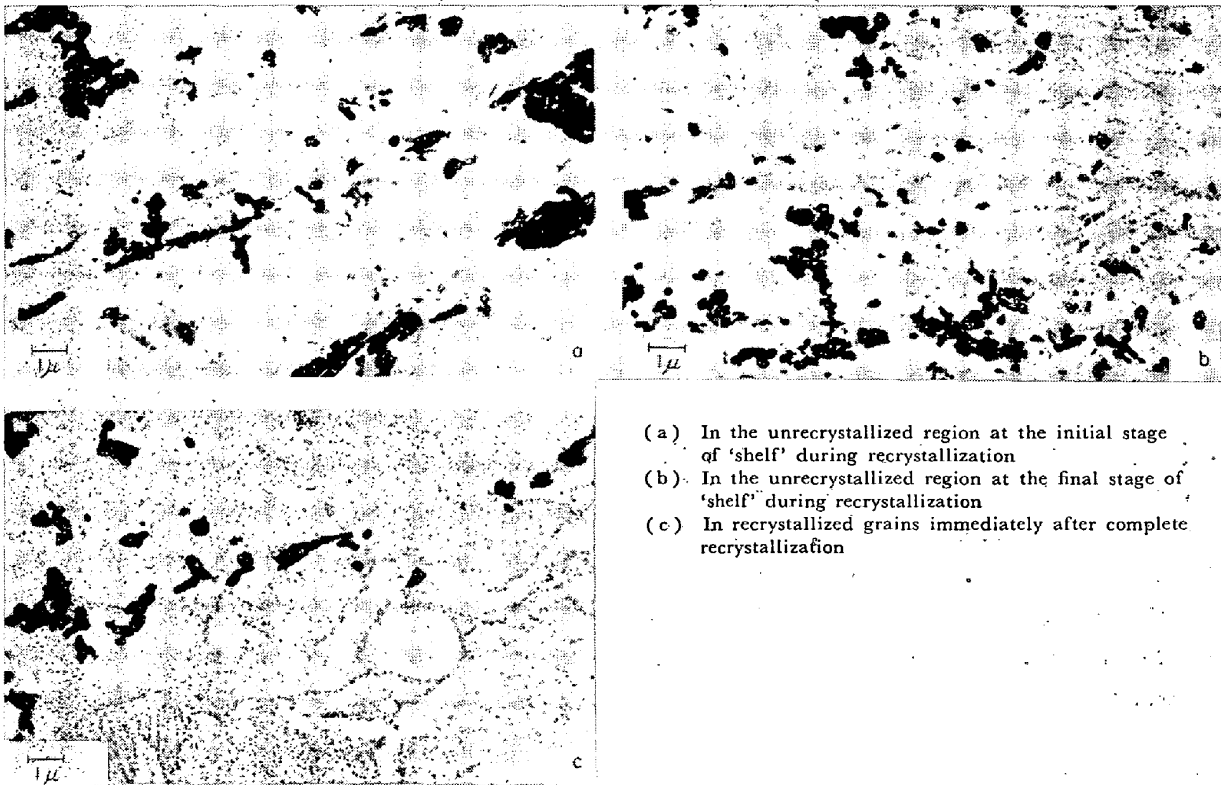 a
1μ
b
1μ
(a) In the unrecrystallized region at the initial stage
of 'shelf' during recrystallization
(b) In the unrecrystallized region at the final stage of
'shelf' during recrystallization
(c) In recrystallized grains immediately after complete
recrystallization
c
1μ